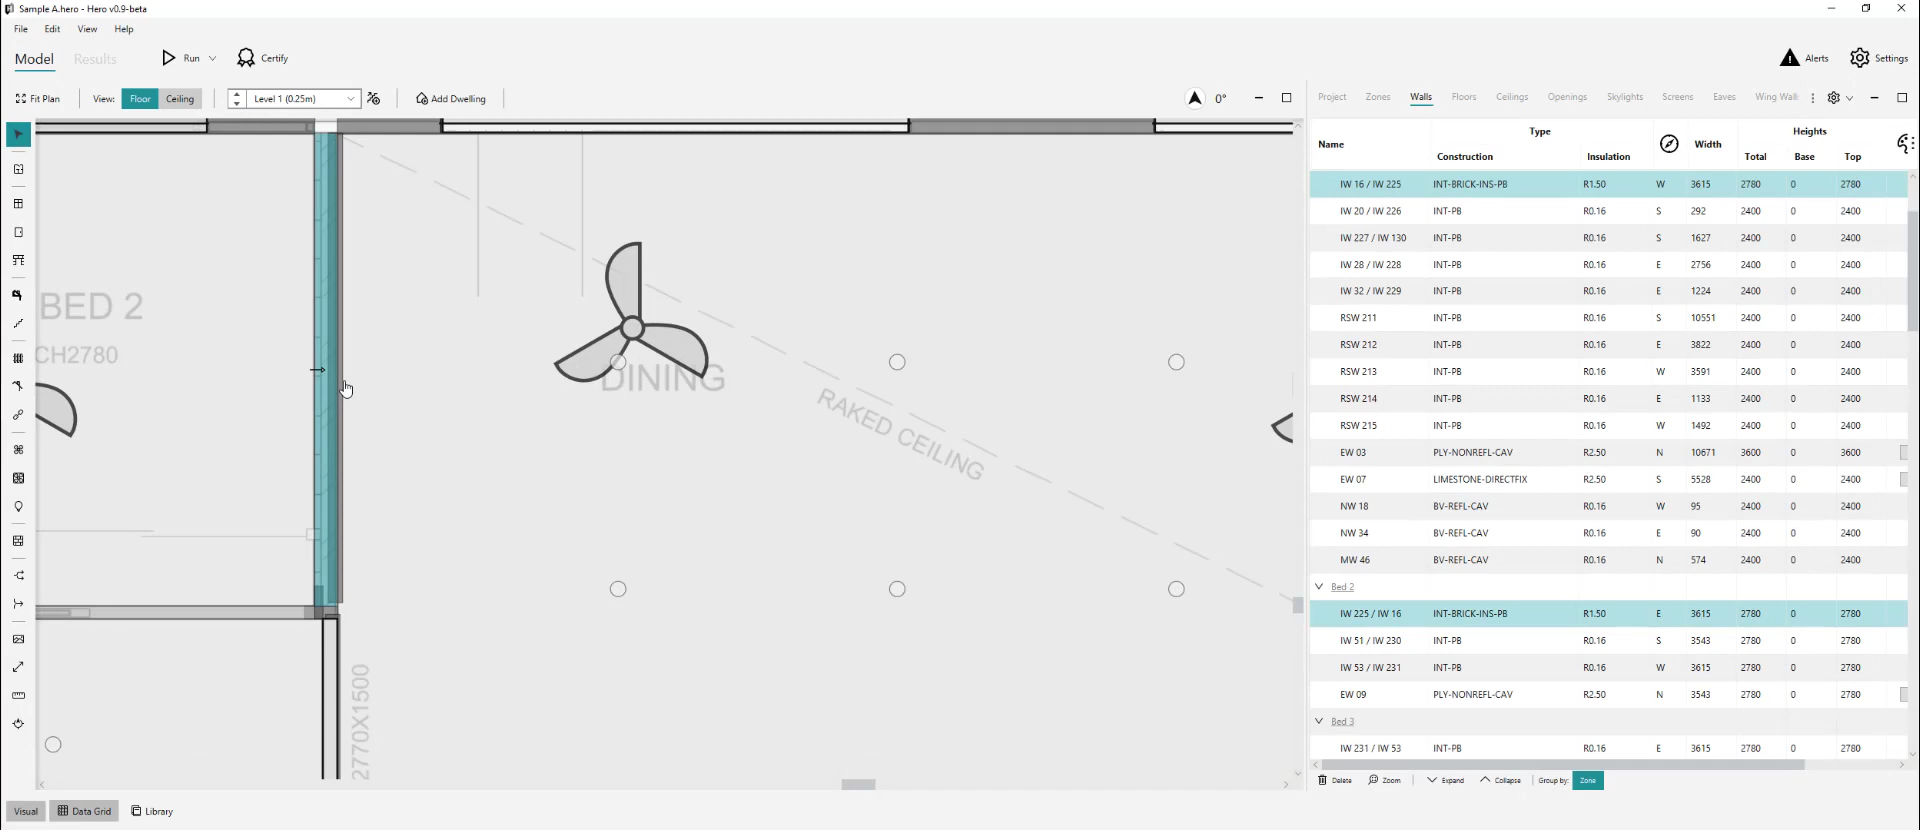 Sample A.hero - Hero v0.9-beta
File Edit View Help
Model Results Run Certify Alerts Settings
Fit Plan View: Floor Ceiling Level 1 (0.25m) Add Dwelling 0°
Project Zones Walls Floors Ceilings Openings Skylights Screens Eaves Wing Wall
Type Heights
Name Width
Construction Insulation Total Base Top
IW 16 / IW 225 INT-BRICK-INS-PB R1.50 W 3615 2780 0 2780
IW 20 / IW 226 INT-PB R0.16 S 292 2400 0 2400
IW 227 / IW 130 INT-PB R0.16 S 1627 2400 0 2400
IW 28 / IW 228 INT-PB R0.16 E 2756 2400 0 2400
IW 32 / IW 229 INT-PB R0.16 E 1224 2400 0 2400
RSW 211 INT-PB R0.16 S 10551 2400 0 2400
RSW 212 INT-PB R0.16 E 3822 2400 0 2400
RSW 213 INT-PB R0.16 W 3591 2400 0 2400
RSW 214 INT-PB R0.16 E 1133 2400 0 2400
RSW 215 INT-PB R0.16 W 1492 2400 0 2400
EW 03 PLY-NONREFL-CAV R2.50 N 10671 3600 0 3600
EW 07 LIMESTONE-DIRECTFIX R2.50 S 5528 2400 0 2400
NW 18 BV-REFL-CAV R0.16 W 95 2400 0 2400
NW 34 BV-REFL-CAV R0.16 E 90 2400 0 2400
MW 46 BV-REFL-CAV R0.16 N 574 2400 0 2400
Bed 2
IW 225 / IW 16 INT-BRICK-INS-PB R1.50 E 3615 2780 0 2780
IW 51 / IW 230 INT-PB R0.16 S 3543 2780 0 2780
IW 53 / IW 231 INT-PB R0.16 W 3615 2780 0 2780
EW 09 PLY-NONREFL-CAV R2.50 N 3543 2780 0 2780
Bed 3
IW 231 / IW 53 INT-PB R0.16 E 3615 2780 0 2780
Delete Zoom Expand Collapse Group by: Zone
BED 2
CH2780
DINING
RAKED CEILING
2770X1500
Visual Data Grid Library